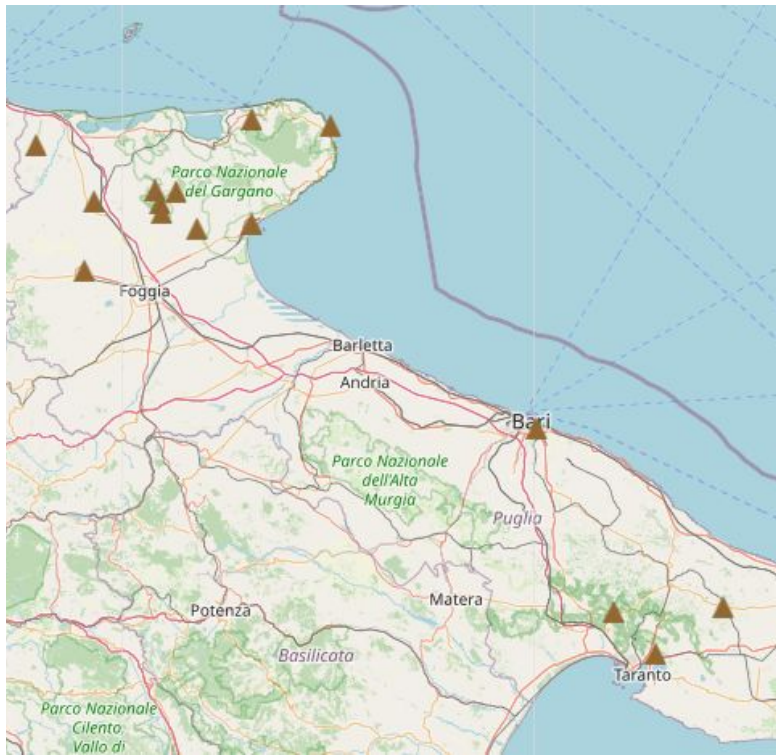 Parco Nazionale
del Gargano
Foggia
Barletta
Andria
Bari
Parco Nazionale
dell'Alta
Murgia
Puglia
Matera
Potenza
Basilicata
Taranto
Parco Nazionale
Cilento
Vallo di